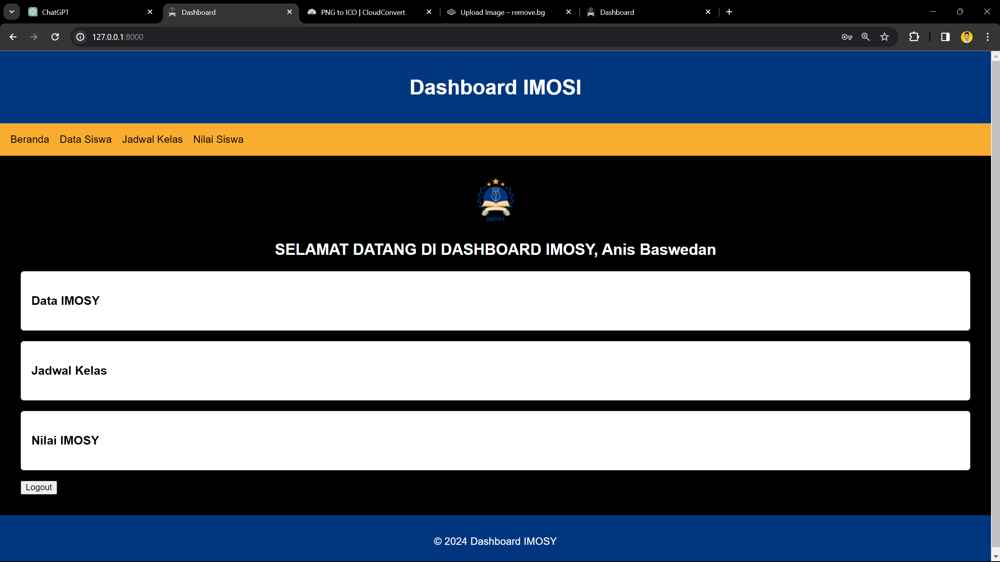 ChatGPT
Dashboard
PNG to ICO | CloudConvert
Upload Image – remove.bg
Dashboard
127.0.0.1:8000
Dashboard IMOSI
Beranda Data Siswa Jadwal Kelas Nilai Siswa
IMOSY
SELAMAT DATANG DI DASHBOARD IMOSY, Anis Baswedan
Data IMOSY
Jadwal Kelas
Nilai IMOSY
Logout
© 2024 Dashboard IMOSY